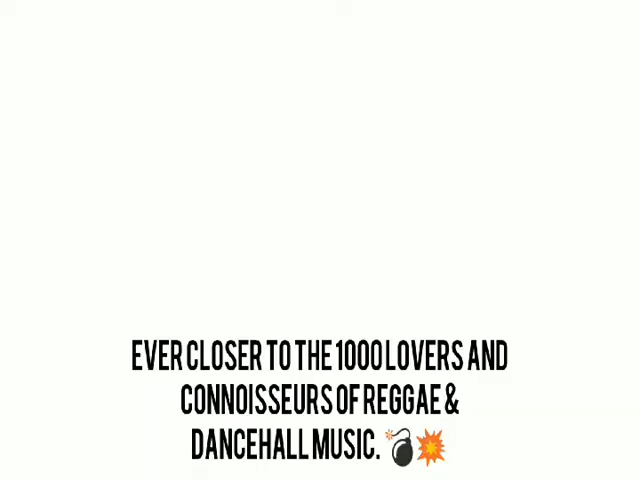 EVER CLOSER TO THE 1000 LOVERS AND
CONNOISSEURS OF REGGAE &
DANCEHALL MUSIC. 💣💥